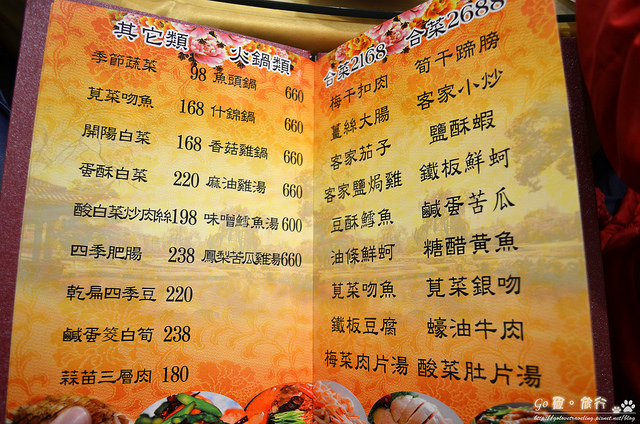 其它類
季節蔬菜 98
莧菜吻魚 168
開陽白菜 168
蛋酥白菜 220
酸白菜炒肉絲198
四季肥腸 238
乾扁四季豆 220
鹹蛋筊白筍 238
蒜苗三層肉 180
火鍋類
魚頭鍋 660
什錦鍋 660
香菇雞鍋 660
麻油雞湯 660
味噌鱈魚湯 600
鳳梨苦瓜雞湯660
合菜2168
梅干扣肉
薑絲大腸
客家茄子
客家鹽焗雞
豆酥鱈魚
油條鮮蚵
莧菜吻魚
鐵板豆腐
梅菜肉片湯
合菜2688
筍干蹄膀
客家小炒
鹽酥蝦
鐵板鮮蚵
鹹蛋苦瓜
糖醋黃魚
莧菜銀吻
蠔油牛肉
酸菜肚片湯